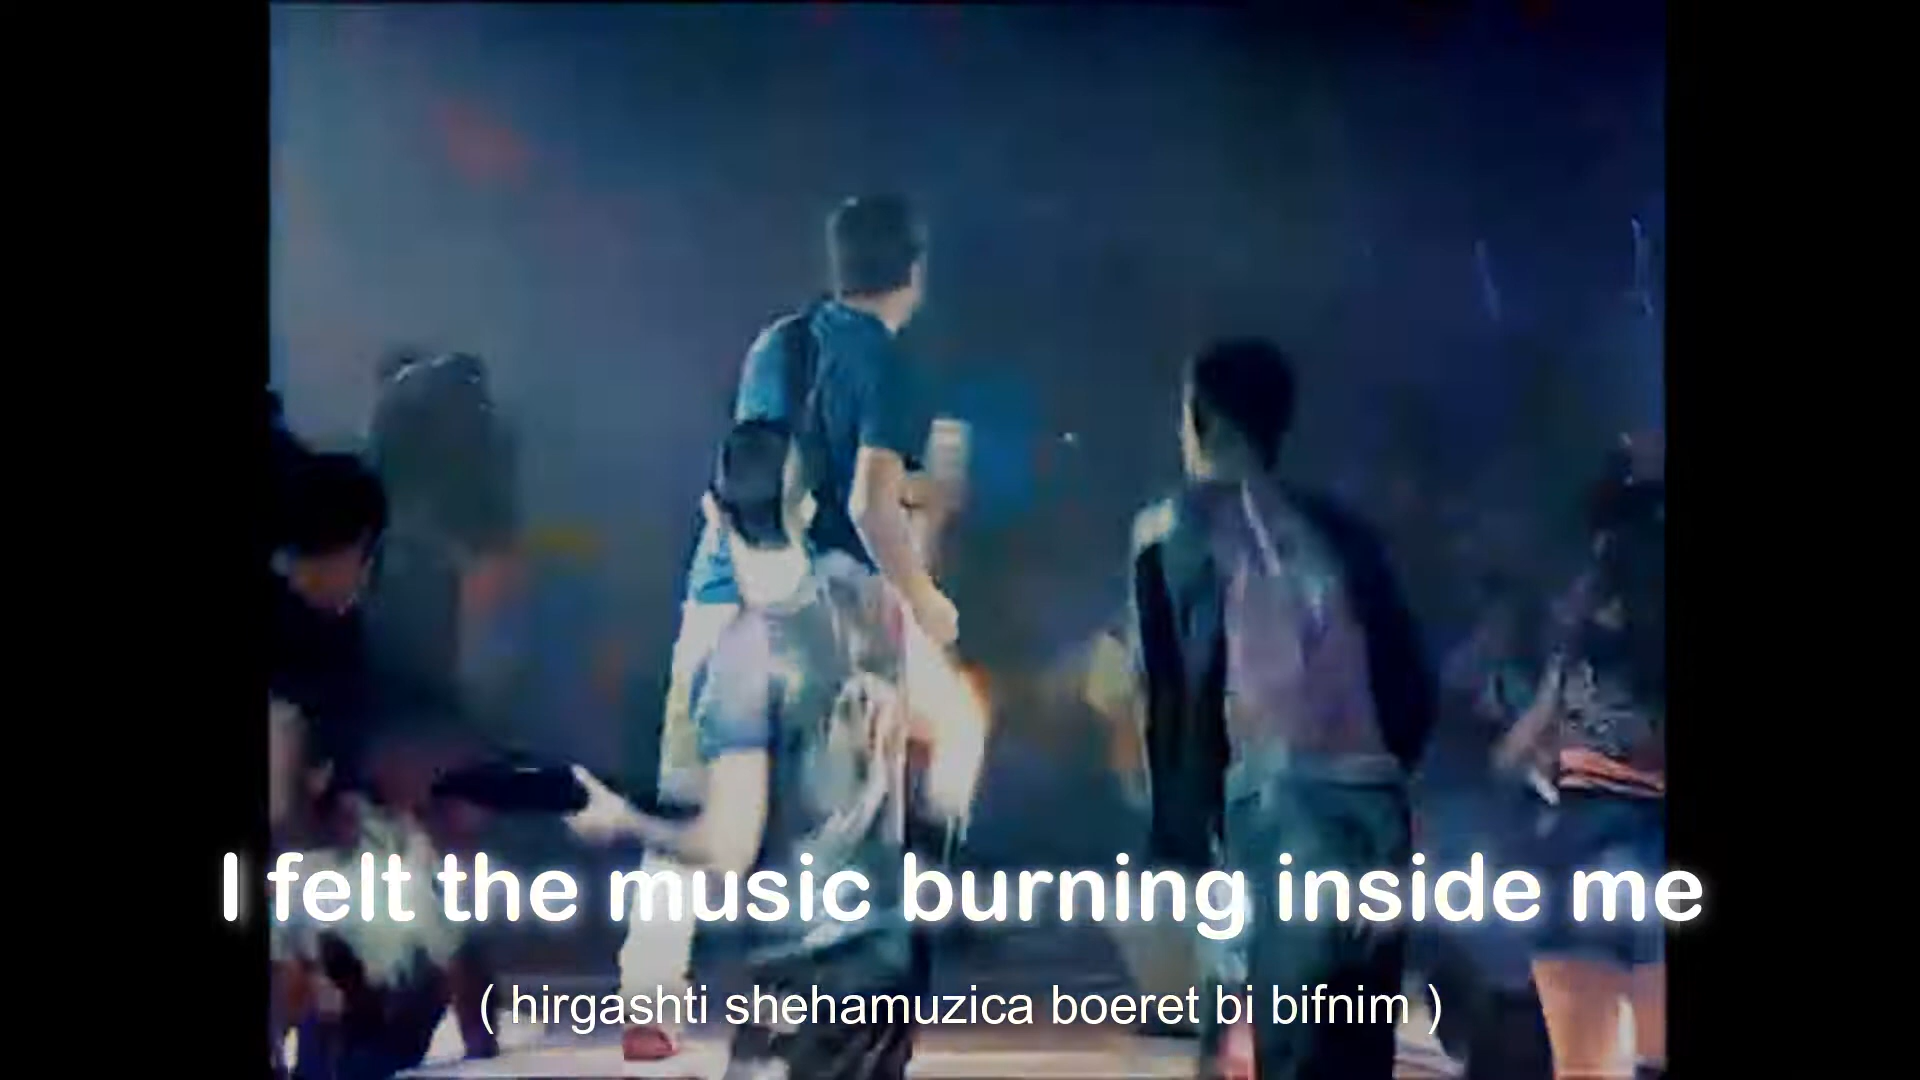 I felt the music burning inside me
( hirgashti shehamuzica boeret bi bifnim )